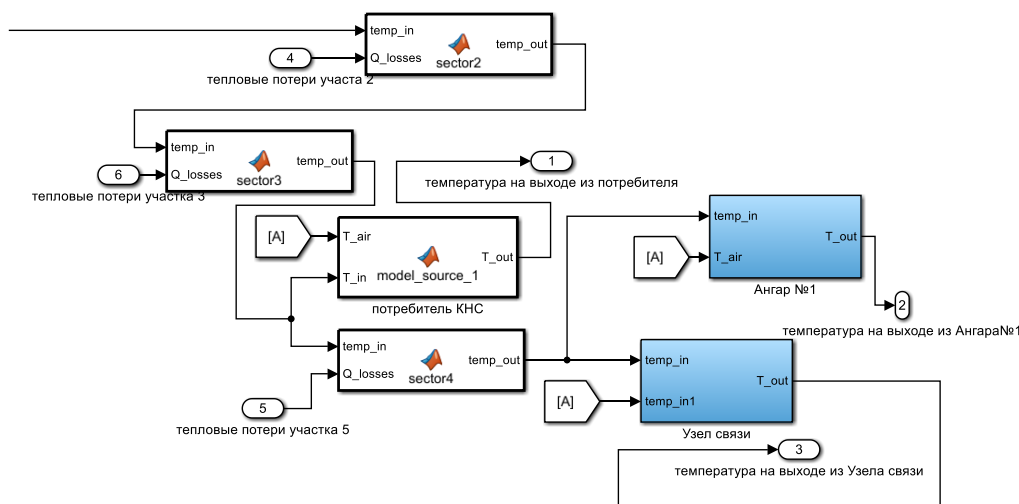 temp_in
Q_losses
temp_out
sector2
4
тепловые потери участа 2
temp_in
Q_losses
temp_out
sector3
6
тепловые потери участка 3
1
температура на выходе из потребителя
[A]
T_air
T_in
T_out
model_source_1
потребитель КНС
temp_in
T_air
T_out
[A]
Ангар №1
2
температура на выходе из Ангара№1
temp_in
Q_losses
temp_out
sector4
5
тепловые потери участка 5
temp_in
temp_in1
T_out
[A]
Узел связи
3
температура на выходе из Узела связи